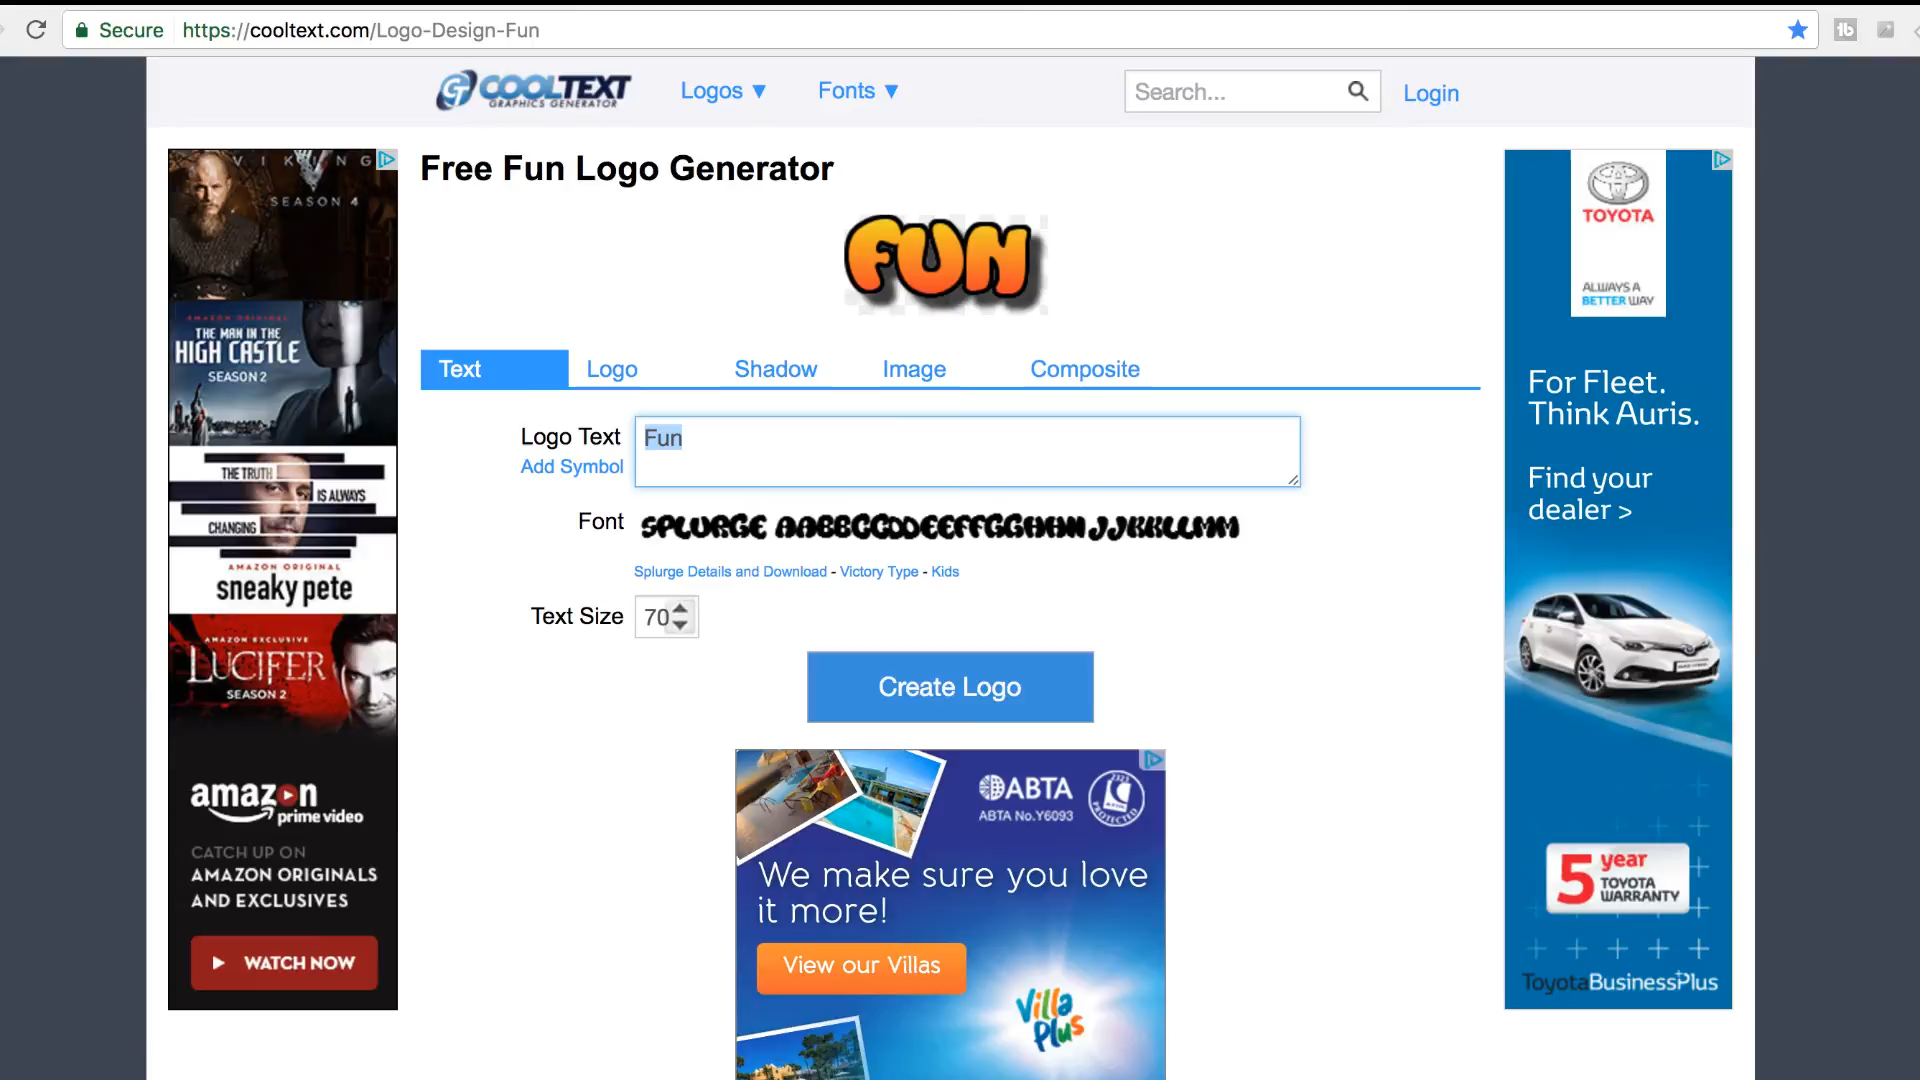 Secure https://cooltext.com/Logo-Design-Fun
COOLTEXT
GRAPHICS GENERATOR
Logos ▼
Fonts ▼
Search...
Login
Free Fun Logo Generator
FUN
Text
Logo
Shadow
Image
Composite
Logo Text
Fun
Add Symbol
Font
SPLURGE AABBCCDDEEFFGGHHIIJJKKLLMM
Splurge Details and Download - Victory Type - Kids
Text Size
70
Create Logo
VIKINGS
SEASON 4
AMAZON ORIGINAL
THE MAN IN THE
HIGH CASTLE
SEASON 2
THE TRUTH
IS ALWAYS
CHANGING
AMAZON ORIGINAL
sneaky pete
AMAZON EXCLUSIVE
LUCIFER
SEASON 2
amazon
prime video
CATCH UP ON
AMAZON ORIGINALS
AND EXCLUSIVES
WATCH NOW
ABTA
ABTA No.Y6093
We make sure you love
it more!
View our Villas
Villa
Plus
TOYOTA
ALWAYS A
BETTER WAY
For Fleet.
Think Auris.
Find your
dealer >
5 year
TOYOTA
WARRANTY
ToyotaBusinessPlus